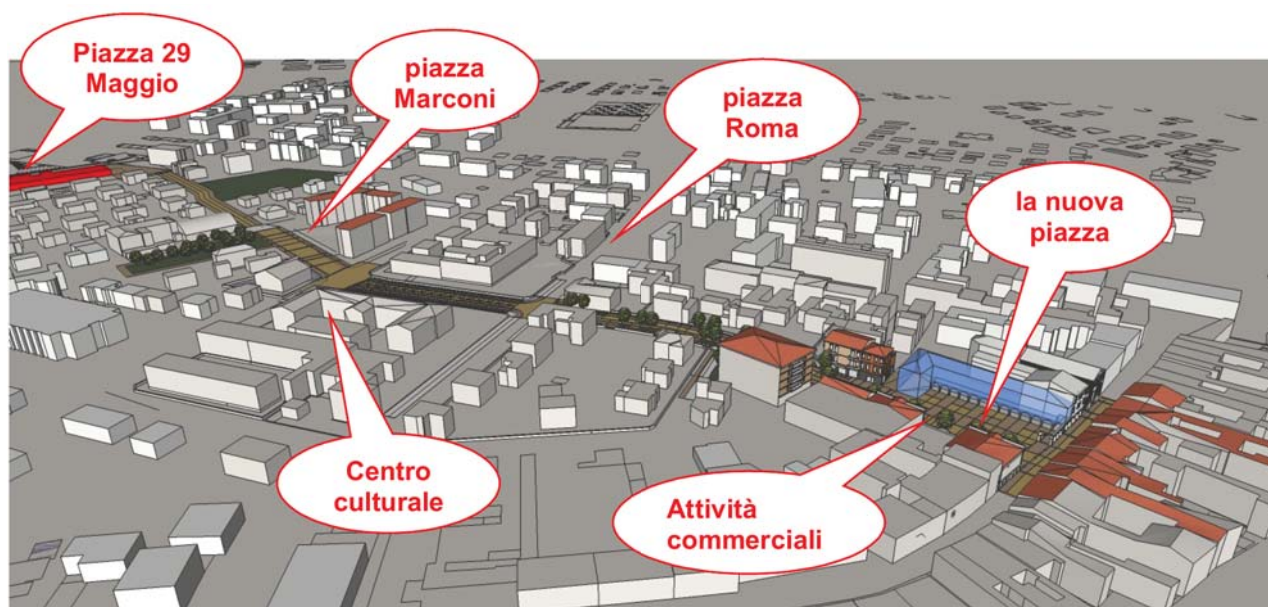 Piazza 29
Maggio
piazza
Marconi
piazza
Roma
la nuova
piazza
Centro
culturale
Attività
commerciali